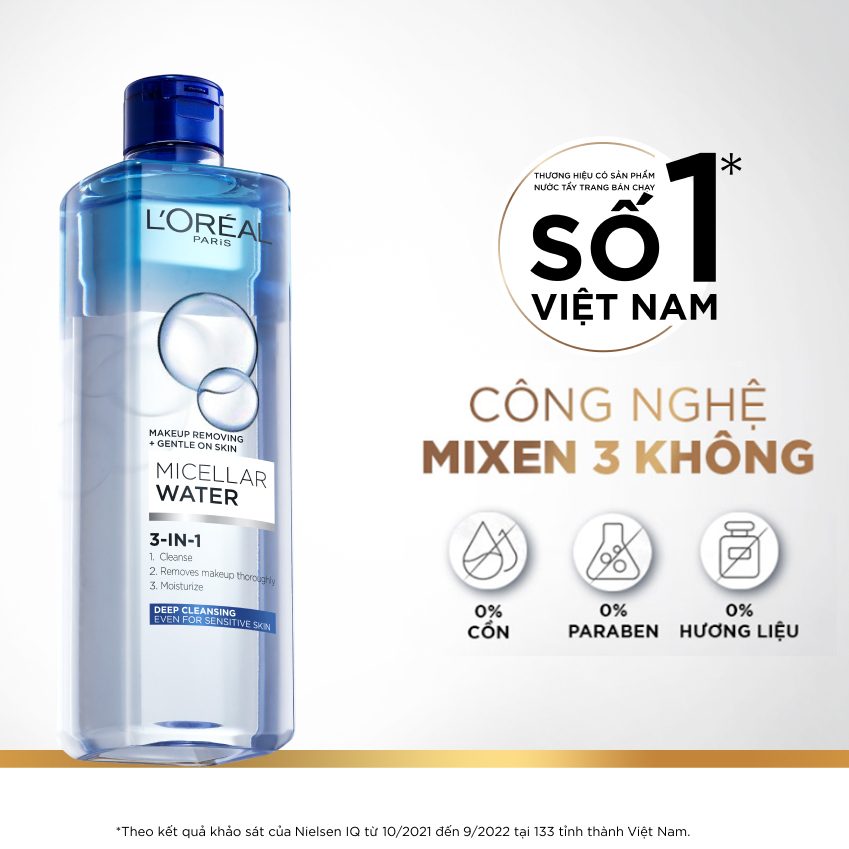 L'ORÉAL
PARIS
MAKEUP REMOVING
+ GENTLE ON SKIN
MICELLAR
WATER
3-IN-1
1. Cleanse
2. Removes makeup thoroughly
3. Moisturize
DEEP CLEANSING
EVEN FOR SENSITIVE SKIN
THƯƠNG HIỆU CÓ SẢN PHẨM
NƯỚC TẨY TRANG BÁN CHẠY
SỐ 1*
VIỆT NAM
CÔNG NGHỆ
MIXEN 3 KHÔNG
0%
CỒN
0%
PARABEN
0%
HƯƠNG LIỆU
*Theo kết quả khảo sát của Nielsen IQ từ 10/2021 đến 9/2022 tại 133 tỉnh thành Việt Nam.